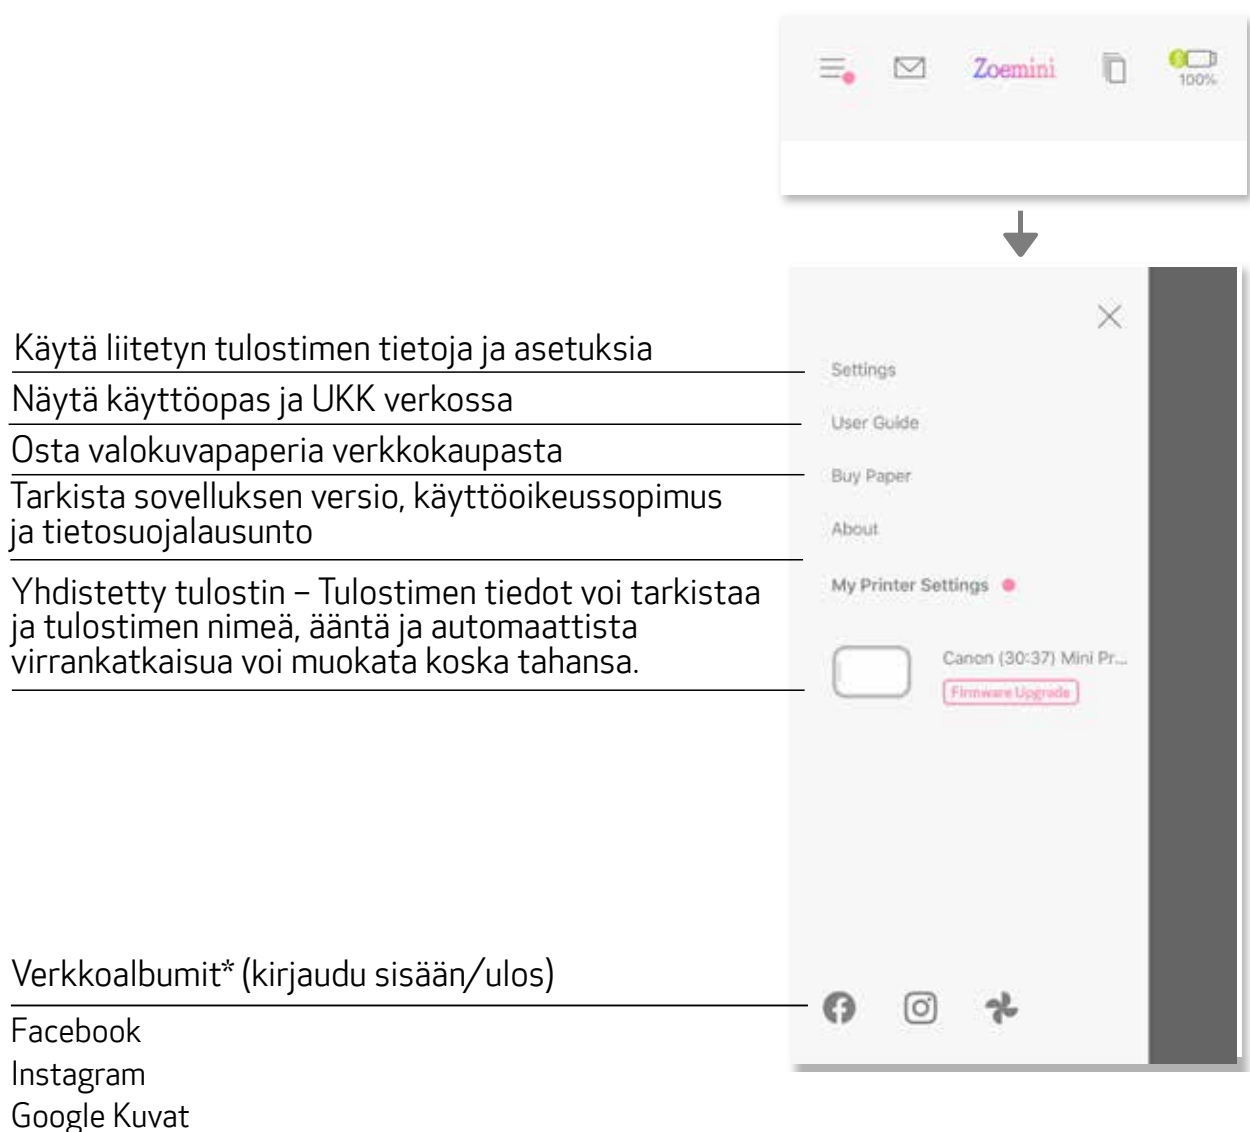 Zoemini
100%
Käytä liitetyn tulostimen tietoja ja asetuksia
Settings
Näytä käyttöopas ja UKK verkossa
User Guide
Osta valokuvapaperia verkkokaupasta
Buy Paper
Tarkista sovelluksen versio, käyttöoikeussopimus
ja tietosuojalausunto
About
Yhdistetty tulostin – Tulostimen tiedot voi tarkistaa
ja tulostimen nimeä, ääntä ja automaattista
virrankatkaisua voi muokata koska tahansa.
My Printer Settings
Canon (30:37) Mini Pr...
Firmware Upgrade
Verkkoalbumit* (kirjaudu sisään/ulos)
Facebook
Instagram
Google Kuvat